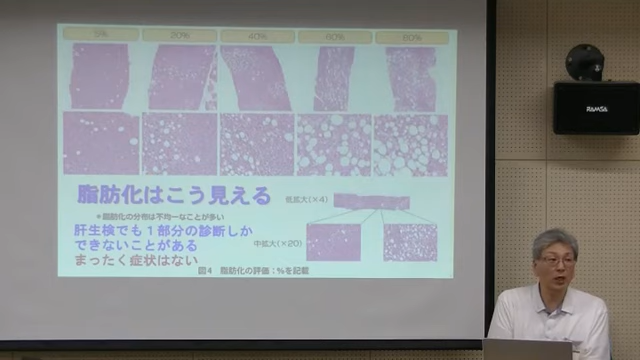 5% 20% 40% 60% 80%
脂肪化はこう見える
*脂肪化の分布は不均一なことが多い
肝生検でも1部分の診断しか
できないことがある
まったく症状はない
低拡大(×4)
中拡大(×20)
図4 脂肪化の評価:%を記載
RAMSA